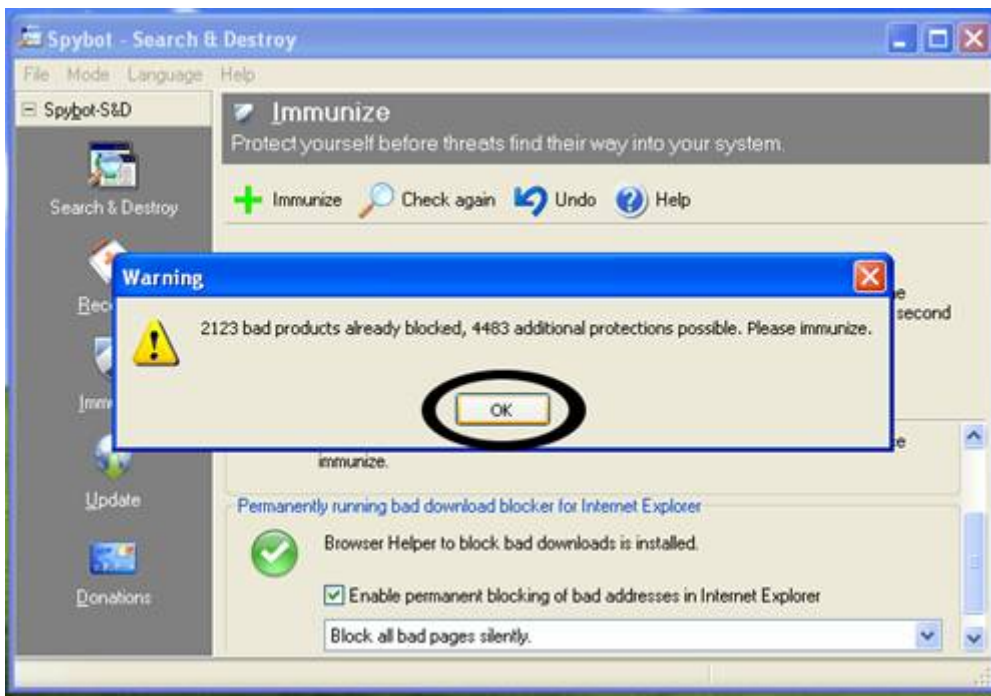 Spybot - Search & Destroy
File Mode Language Help
Spybot-S&D
Immunize
Protect yourself before threats find their way into your system.
Search & Destroy
Immunize Check again Undo Help
Warning
2123 bad products already blocked, 4483 additional protections possible. Please immunize.
second
OK
immunize.
Update
Permanently running bad download blocker for Internet Explorer
Browser Helper to block bad downloads is installed.
Donations
Enable permanent blocking of bad addresses in Internet Explorer
Block all bad pages silently.